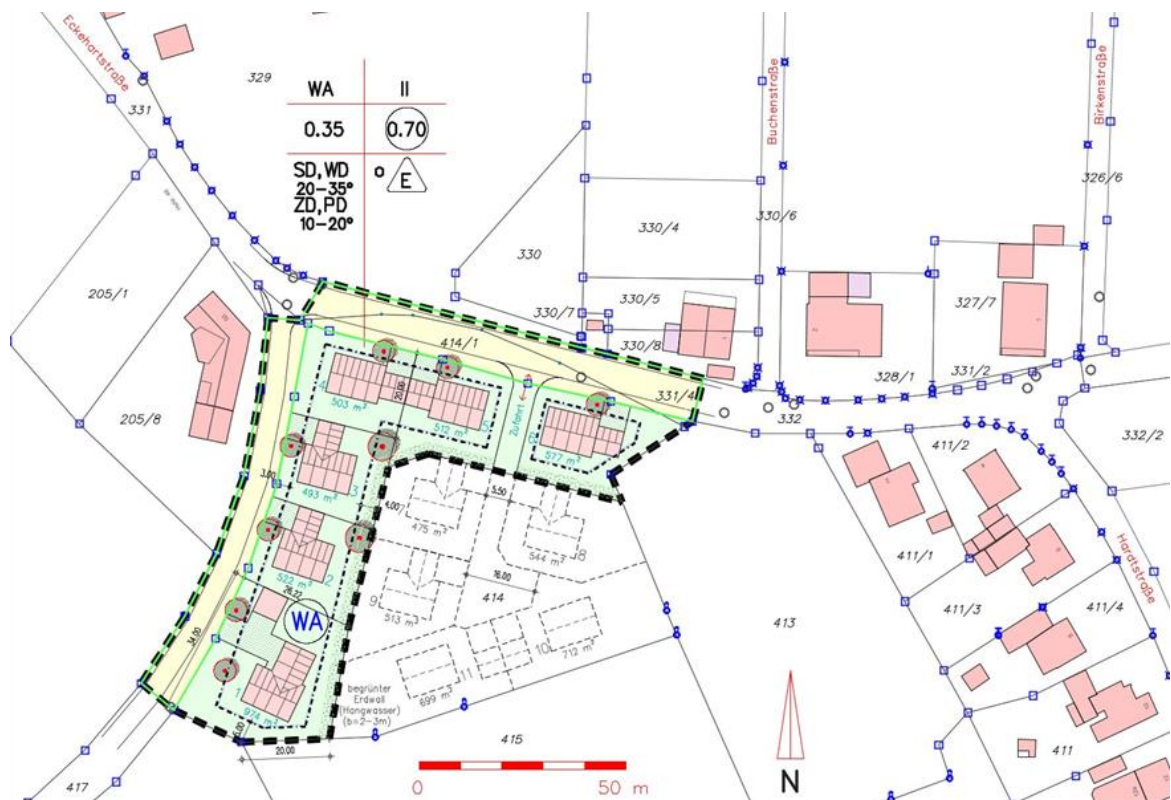 Eckehartstraße
331
329
WA
II
0.35
0.70
SD,WD
20-35°
ZD,PD
10-20°
o
E
Buchenstraße
Birkenstraße
326/6
330/6
330/4
330
330/5
330/7
330/8
327/7
328/1
331/2
331/4
332
332/2
205/1
205/8
414/1
4
503 m²
20,00
512 m²
5
Zufahrt
6
577 m²
3,00
493 m²
3
4,00
7
475 m²
5,50
544 m²
8
522 m²
2
26,22
WA
16,00
414
9
513 m²
34,00
10
712 m²
11
699 m²
1
974 m²
begrünter
Erdwall
(Hangwasser)
(b=2-3m)
5,00
20,00
413
415
417
411/2
411/1
411/3
411/4
411
Hardtstraße
0
50 m
N